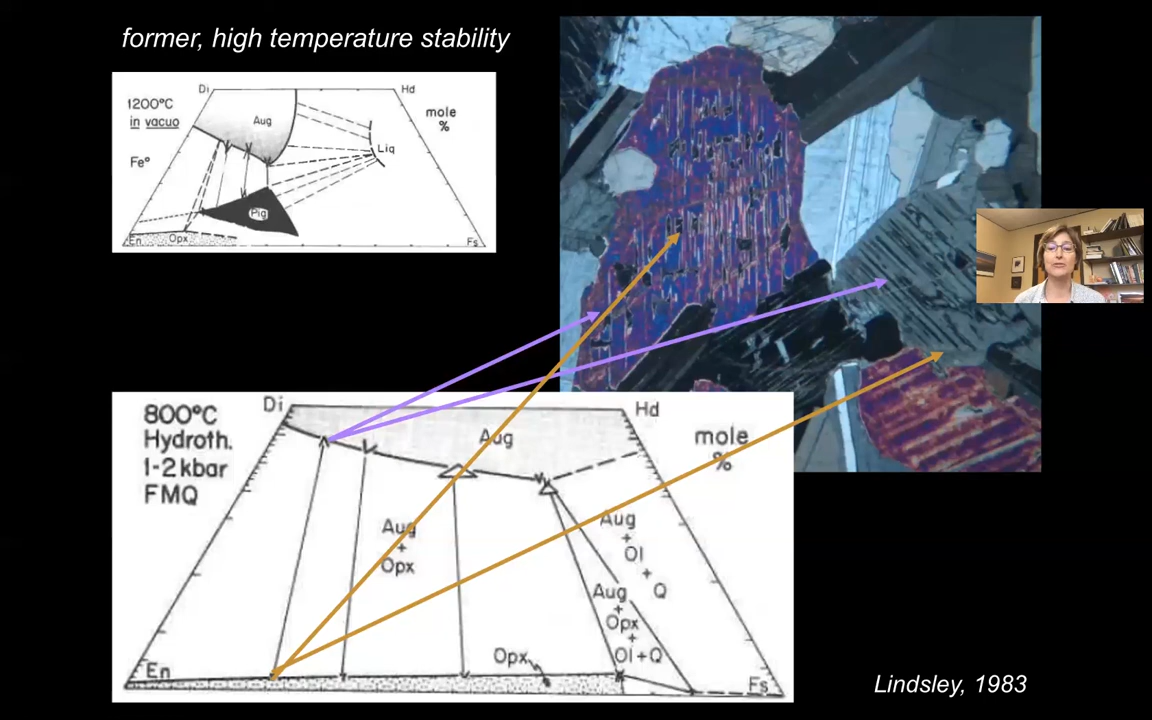 former, high temperature stability
Di
Hd
1200°C
in vacuo
mole
%
Aug
Liq
Fe°
Pig
Opx
En
Fs
800°C
Hydroth.
1-2 kbar
FMQ
Di
Hd
Aug
mole
%
Aug
+
Opx
Aug
+
Ol
+
Q
Aug
+
Opx
+
Ol+Q
Opx
En
Fs
Lindsley, 1983